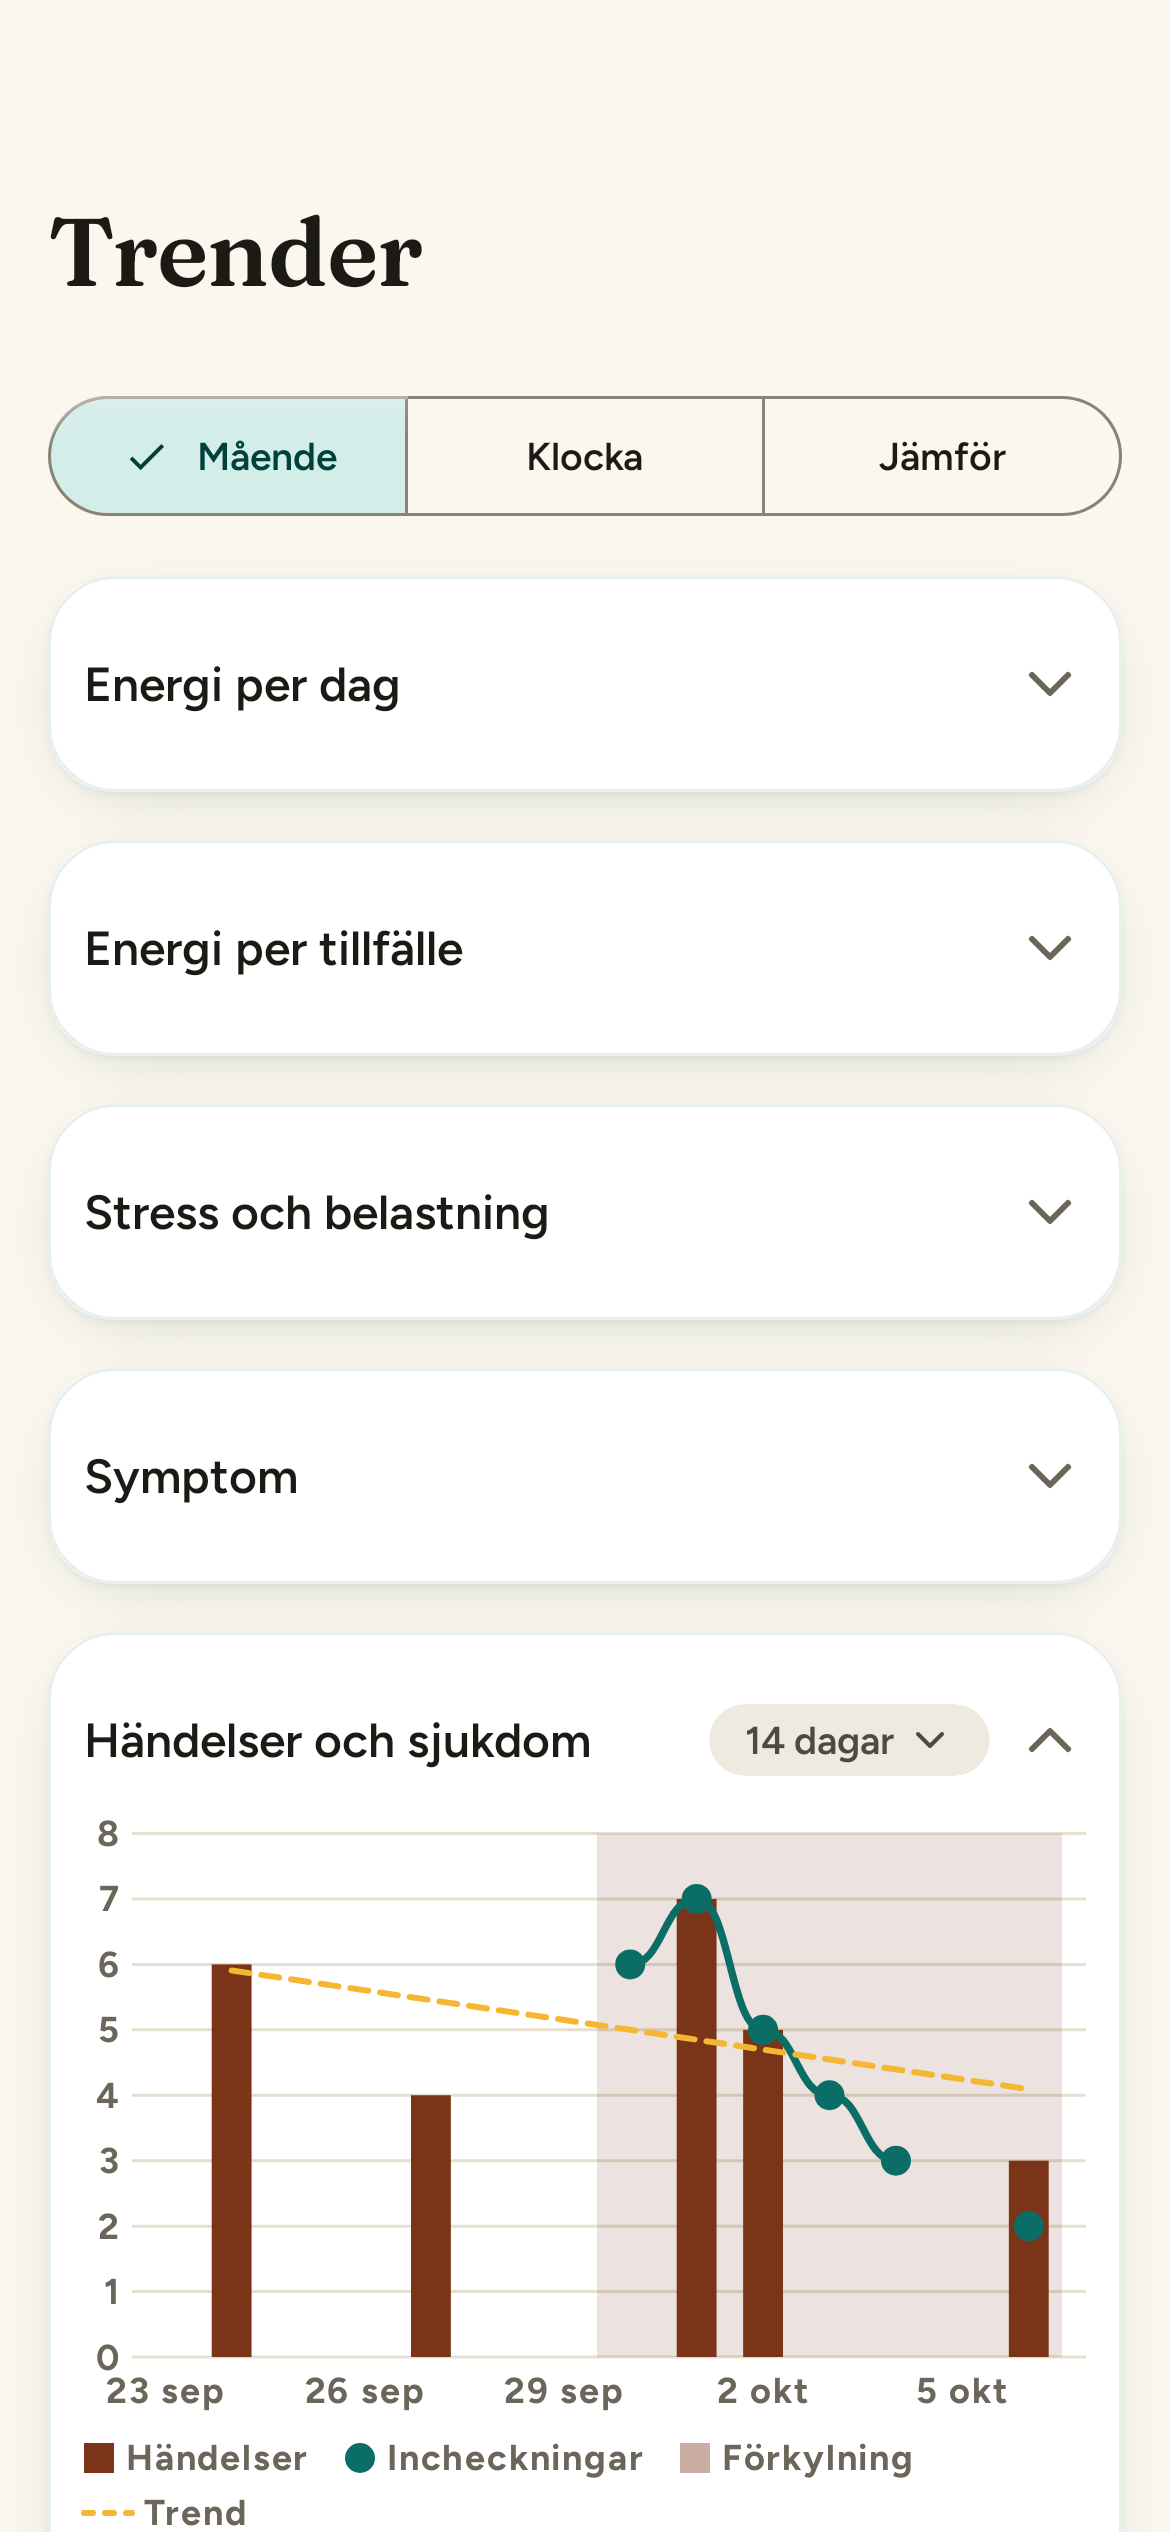 Trender
Mående
Klocka
Jämför
Energi per dag
Energi per tillfälle
Stress och belastning
Symptom
Händelser och sjukdom
14 dagar
8
7
6
5
4
3
2
1
0
23 sep 26 sep 29 sep 2 okt 5 okt
Händelser Incheckningar Förkylning
Trend